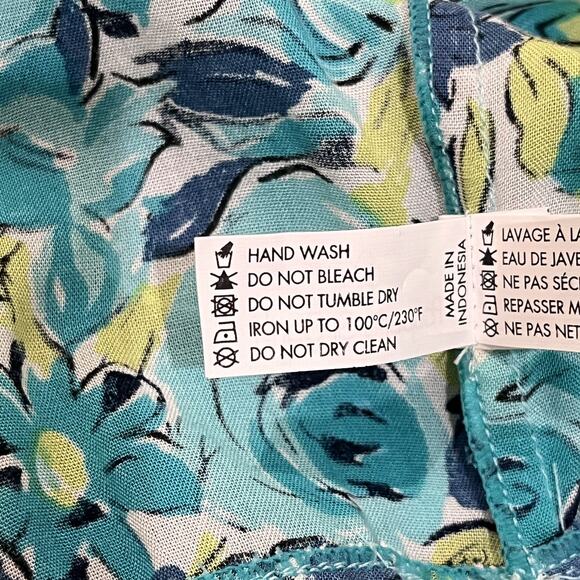 HAND WASH
DO NOT BLEACH
DO NOT TUMBLE DRY
IRON UP TO 100°C/230°F
DO NOT DRY CLEAN
MADE IN
INDONESIA
LAVAGE À LA
EAU DE JAVE
NE PAS SÉC
REPASSER M
NE PAS NET